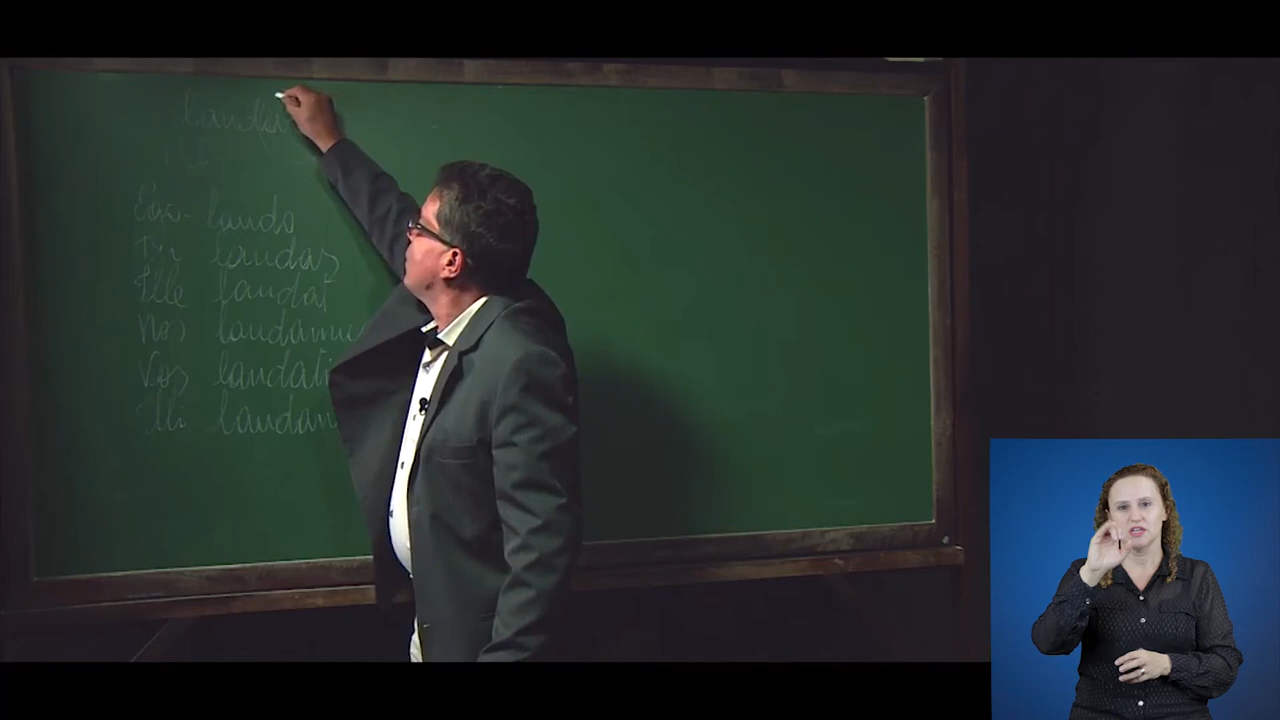 Ego - laudo
Tu laudas
Ille laudat
Nos laudamu
Vos laudati
Illi laudan